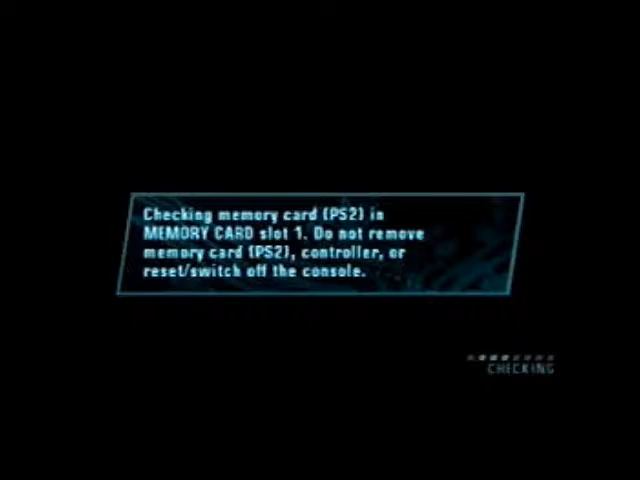 Checking memory card (PS2) in
MEMORY CARD slot 1. Do not remove
memory card (PS2), controller, or
reset/switch off the console.
CHECKING